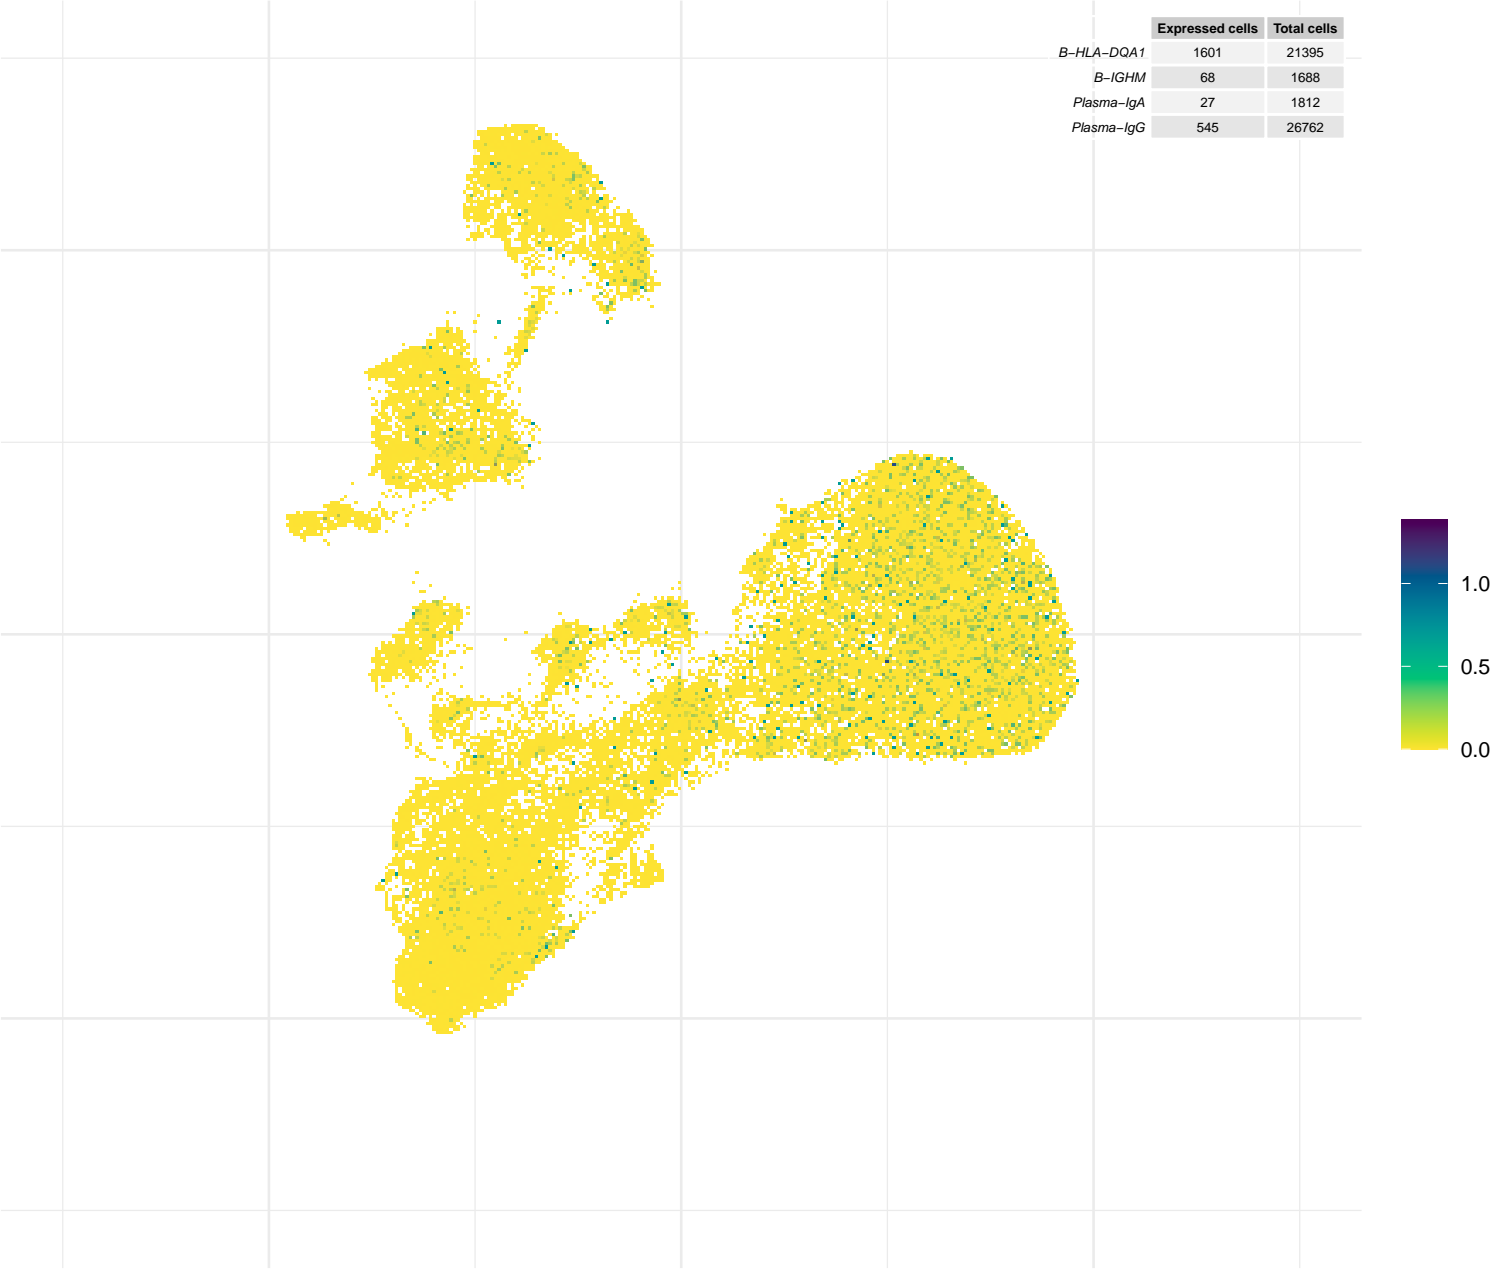 Expressed cells Total cells
B–HLA–DQA1 1601 21395
B–IGHM 68 1688
Plasma–IgA 27 1812
Plasma–IgG 545 26762
1.0
0.5
0.0